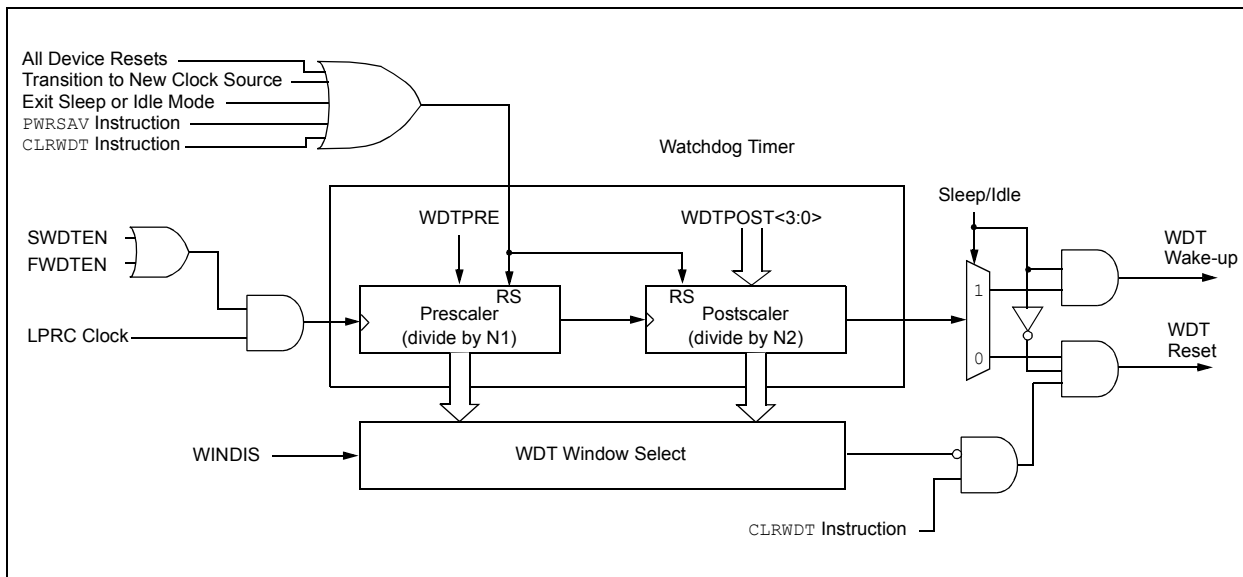 All Device Resets
Transition to New Clock Source
Exit Sleep or Idle Mode
PWRSAV Instruction
CLRWDT Instruction
Watchdog Timer
Sleep/Idle
WDTPRE
WDTPOST<3:0>
SWDTEN
FWDTEN
WDT
Wake-up
RS
RS
1
Prescaler
(divide by N1)
Postscaler
(divide by N2)
LPRC Clock
WDT
Reset
0
WINDIS
WDT Window Select
CLRWDT Instruction